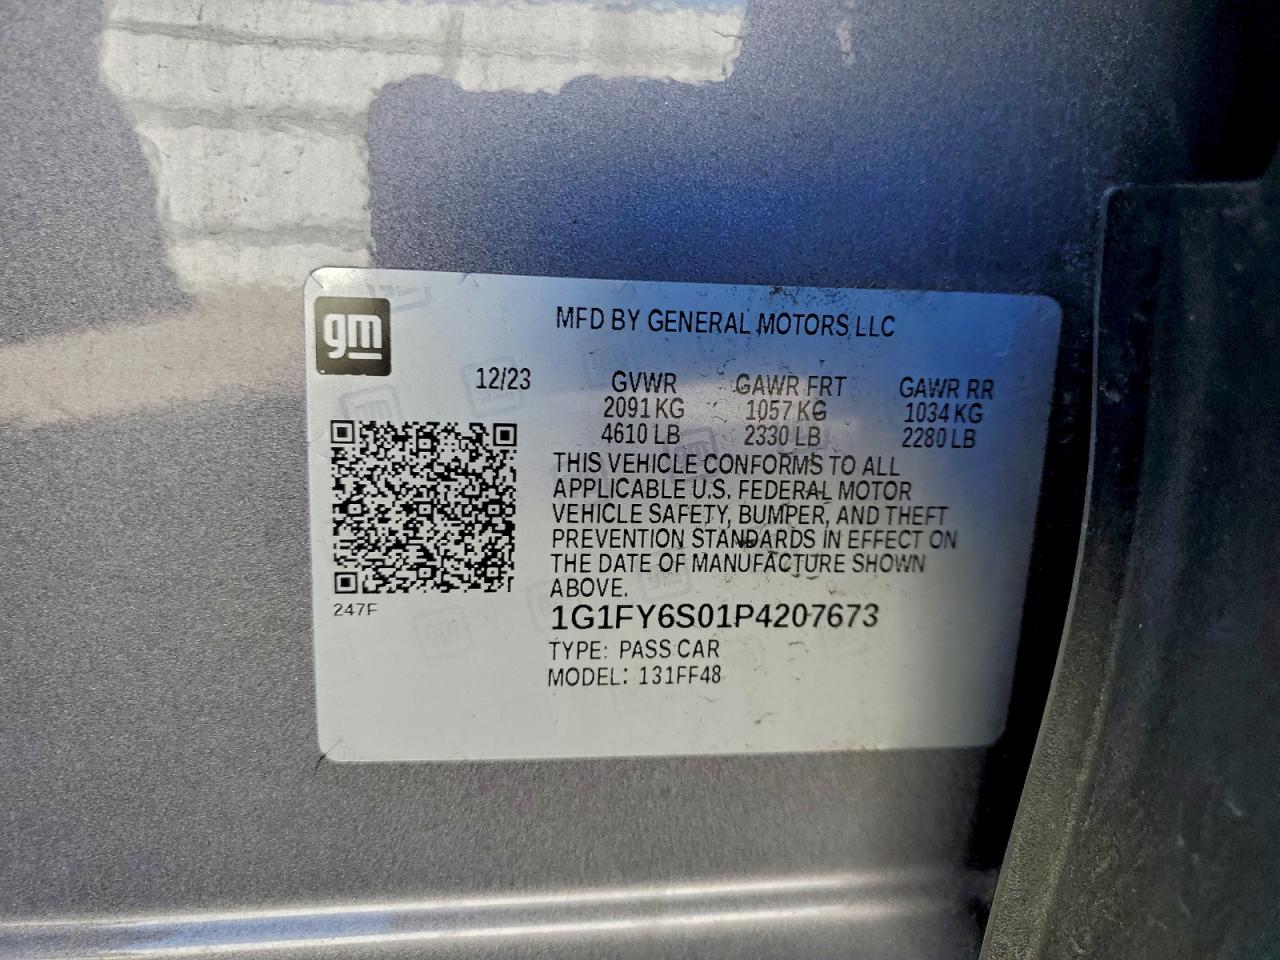 gm
MFD BY GENERAL MOTORS LLC
12/23 GVWR GAWR FRT GAWR RR
2091 KG 1057 KG 1034 KG
4610 LB 2330 LB 2280 LB
THIS VEHICLE CONFORMS TO ALL
APPLICABLE U.S. FEDERAL MOTOR
VEHICLE SAFETY, BUMPER, AND THEFT
PREVENTION STANDARDS IN EFFECT ON
THE DATE OF MANUFACTURE SHOWN
ABOVE.
247F
1G1FY6S01P4207673
TYPE: PASS CAR
MODEL: 131FF48